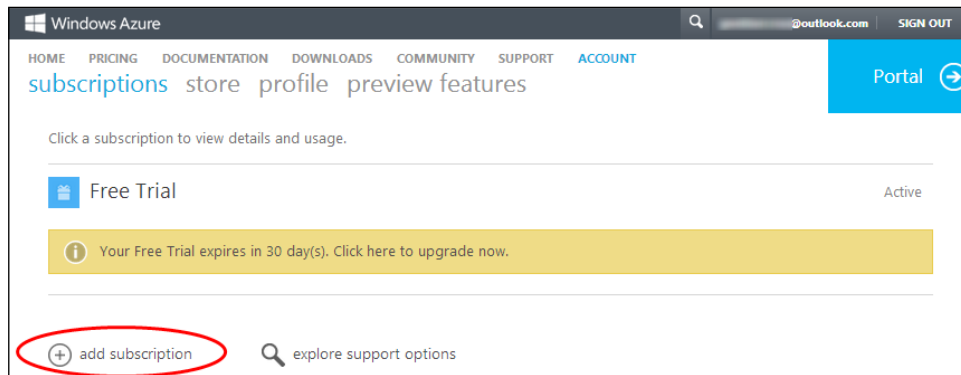 Windows Azure @outlook.com SIGN OUT
HOME PRICING DOCUMENTATION DOWNLOADS COMMUNITY SUPPORT ACCOUNT
subscriptions store profile preview features Portal
Click a subscription to view details and usage.
Free Trial Active
Your Free Trial expires in 30 day(s). Click here to upgrade now.
add subscription explore support options